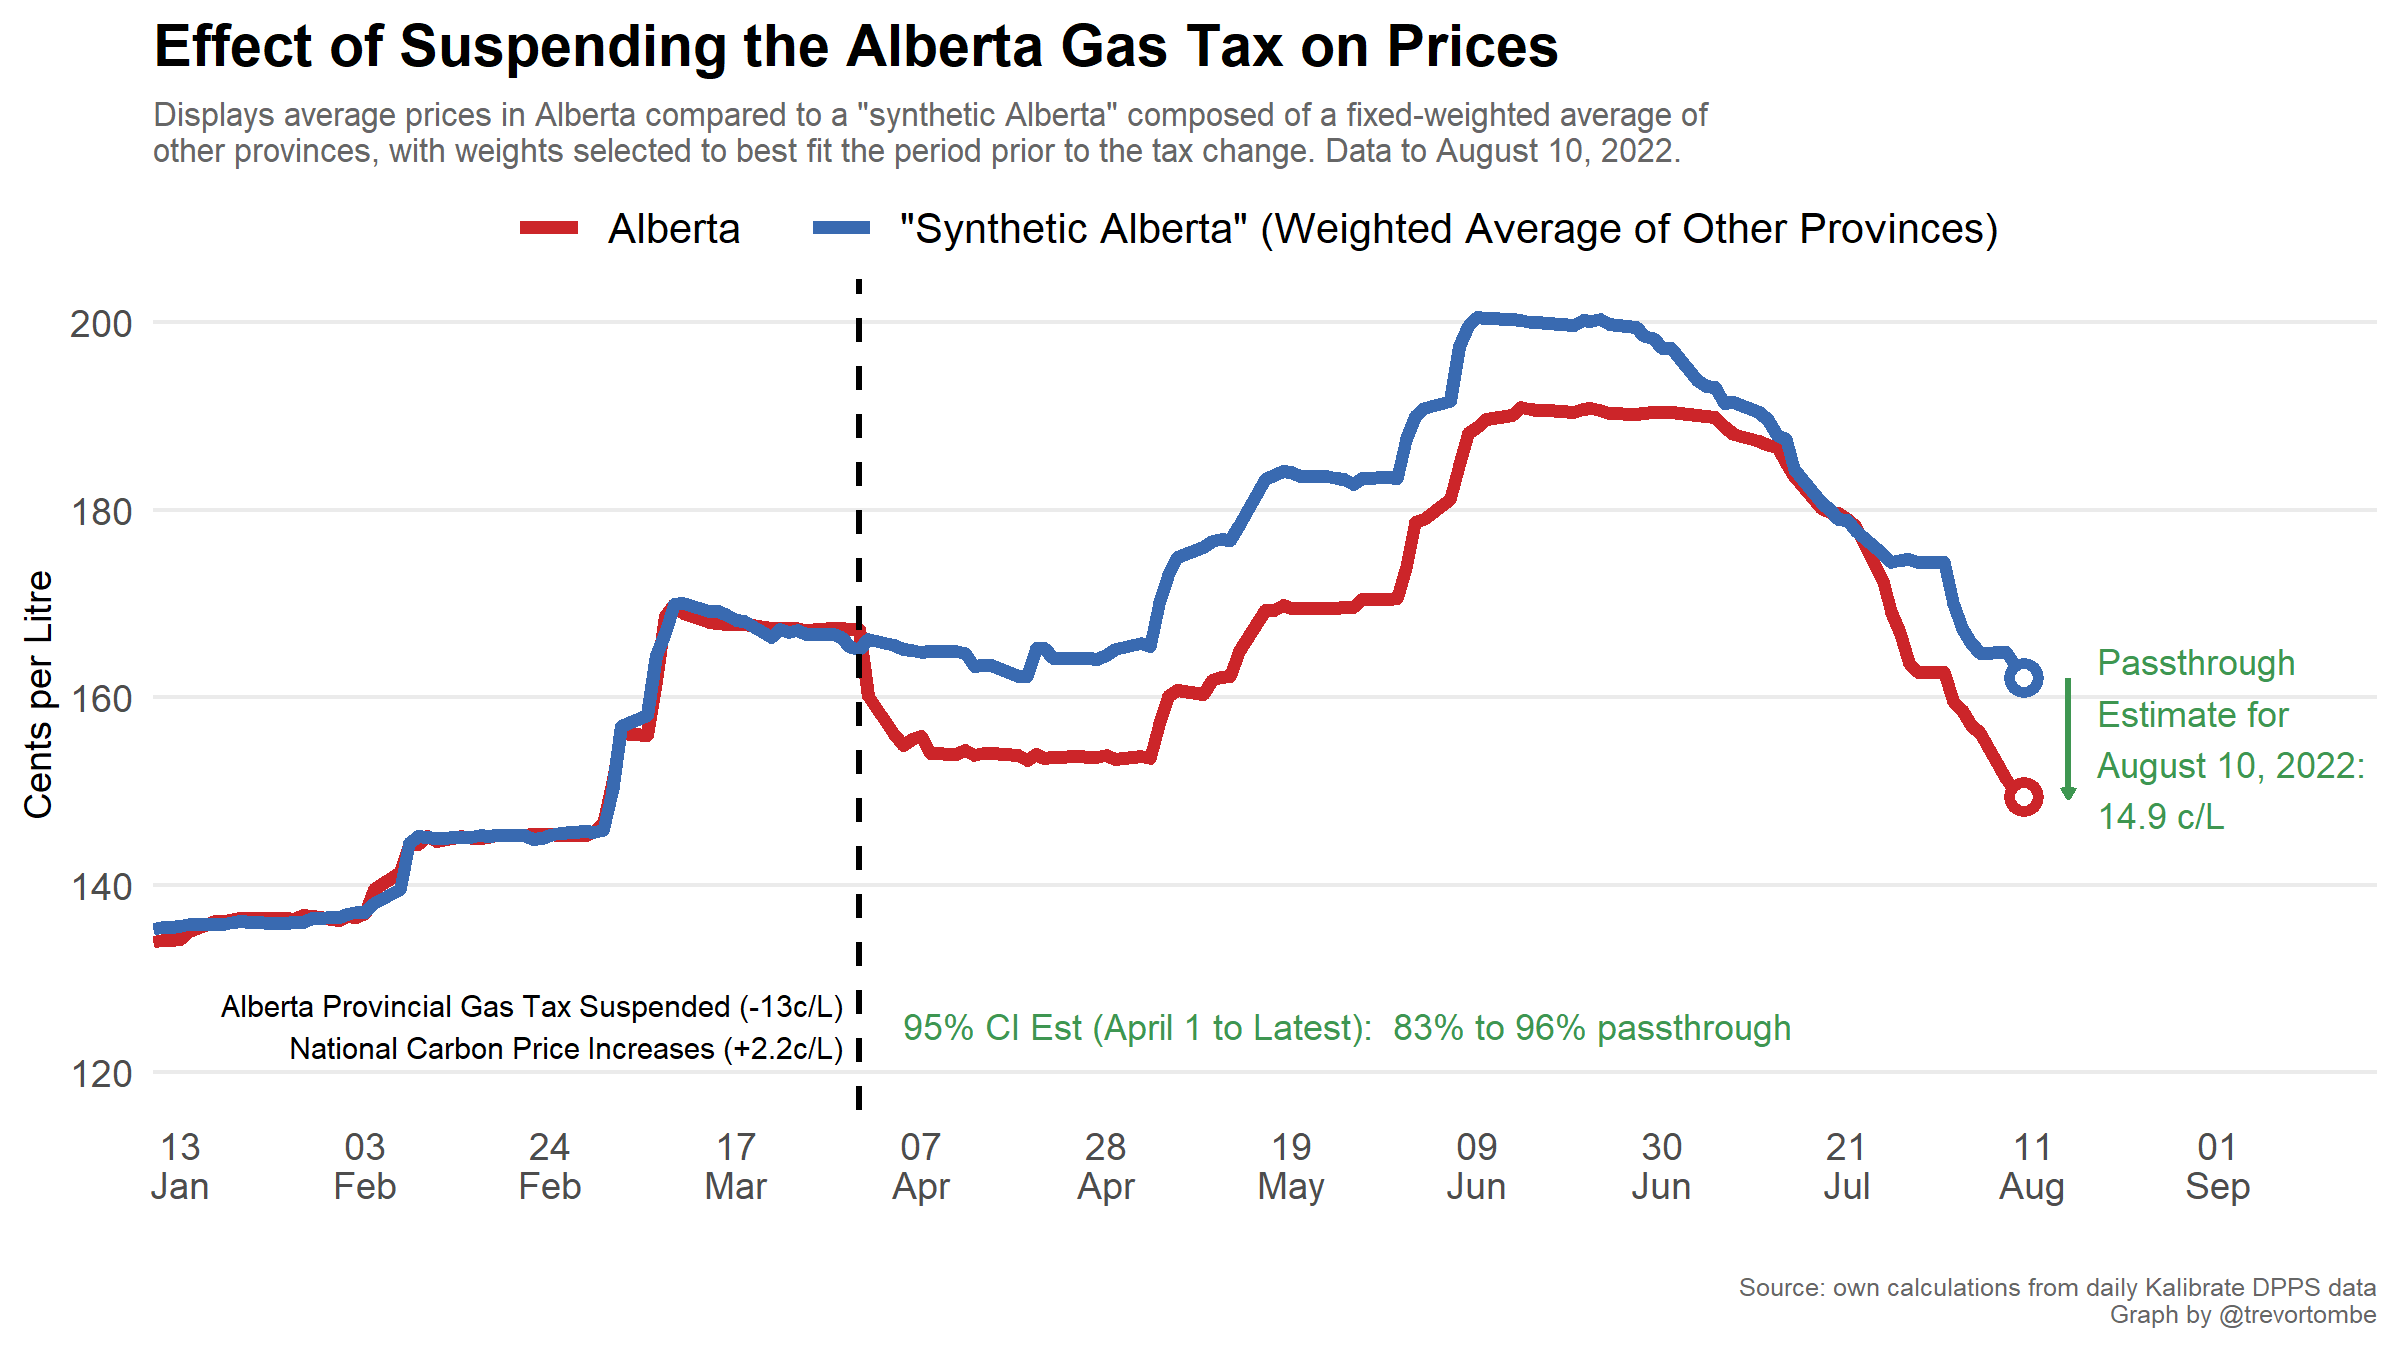 Effect of Suspending the Alberta Gas Tax on Prices
Displays average prices in Alberta compared to a "synthetic Alberta" composed of a fixed-weighted average of
other provinces, with weights selected to best fit the period prior to the tax change. Data to August 10, 2022.
Alberta
"Synthetic Alberta" (Weighted Average of Other Provinces)
Cents per Litre
200
180
160
140
120
Passthrough
Estimate for
August 10, 2022:
14.9 c/L
Alberta Provincial Gas Tax Suspended (-13c/L)
National Carbon Price Increases (+2.2c/L)
95% CI Est (April 1 to Latest):  83% to 96% passthrough
13 Jan
03 Feb
24 Feb
17 Mar
07 Apr
28 Apr
19 May
09 Jun
30 Jun
21 Jul
11 Aug
01 Sep
Source: own calculations from daily Kalibrate DPPS data
Graph by @trevortombe